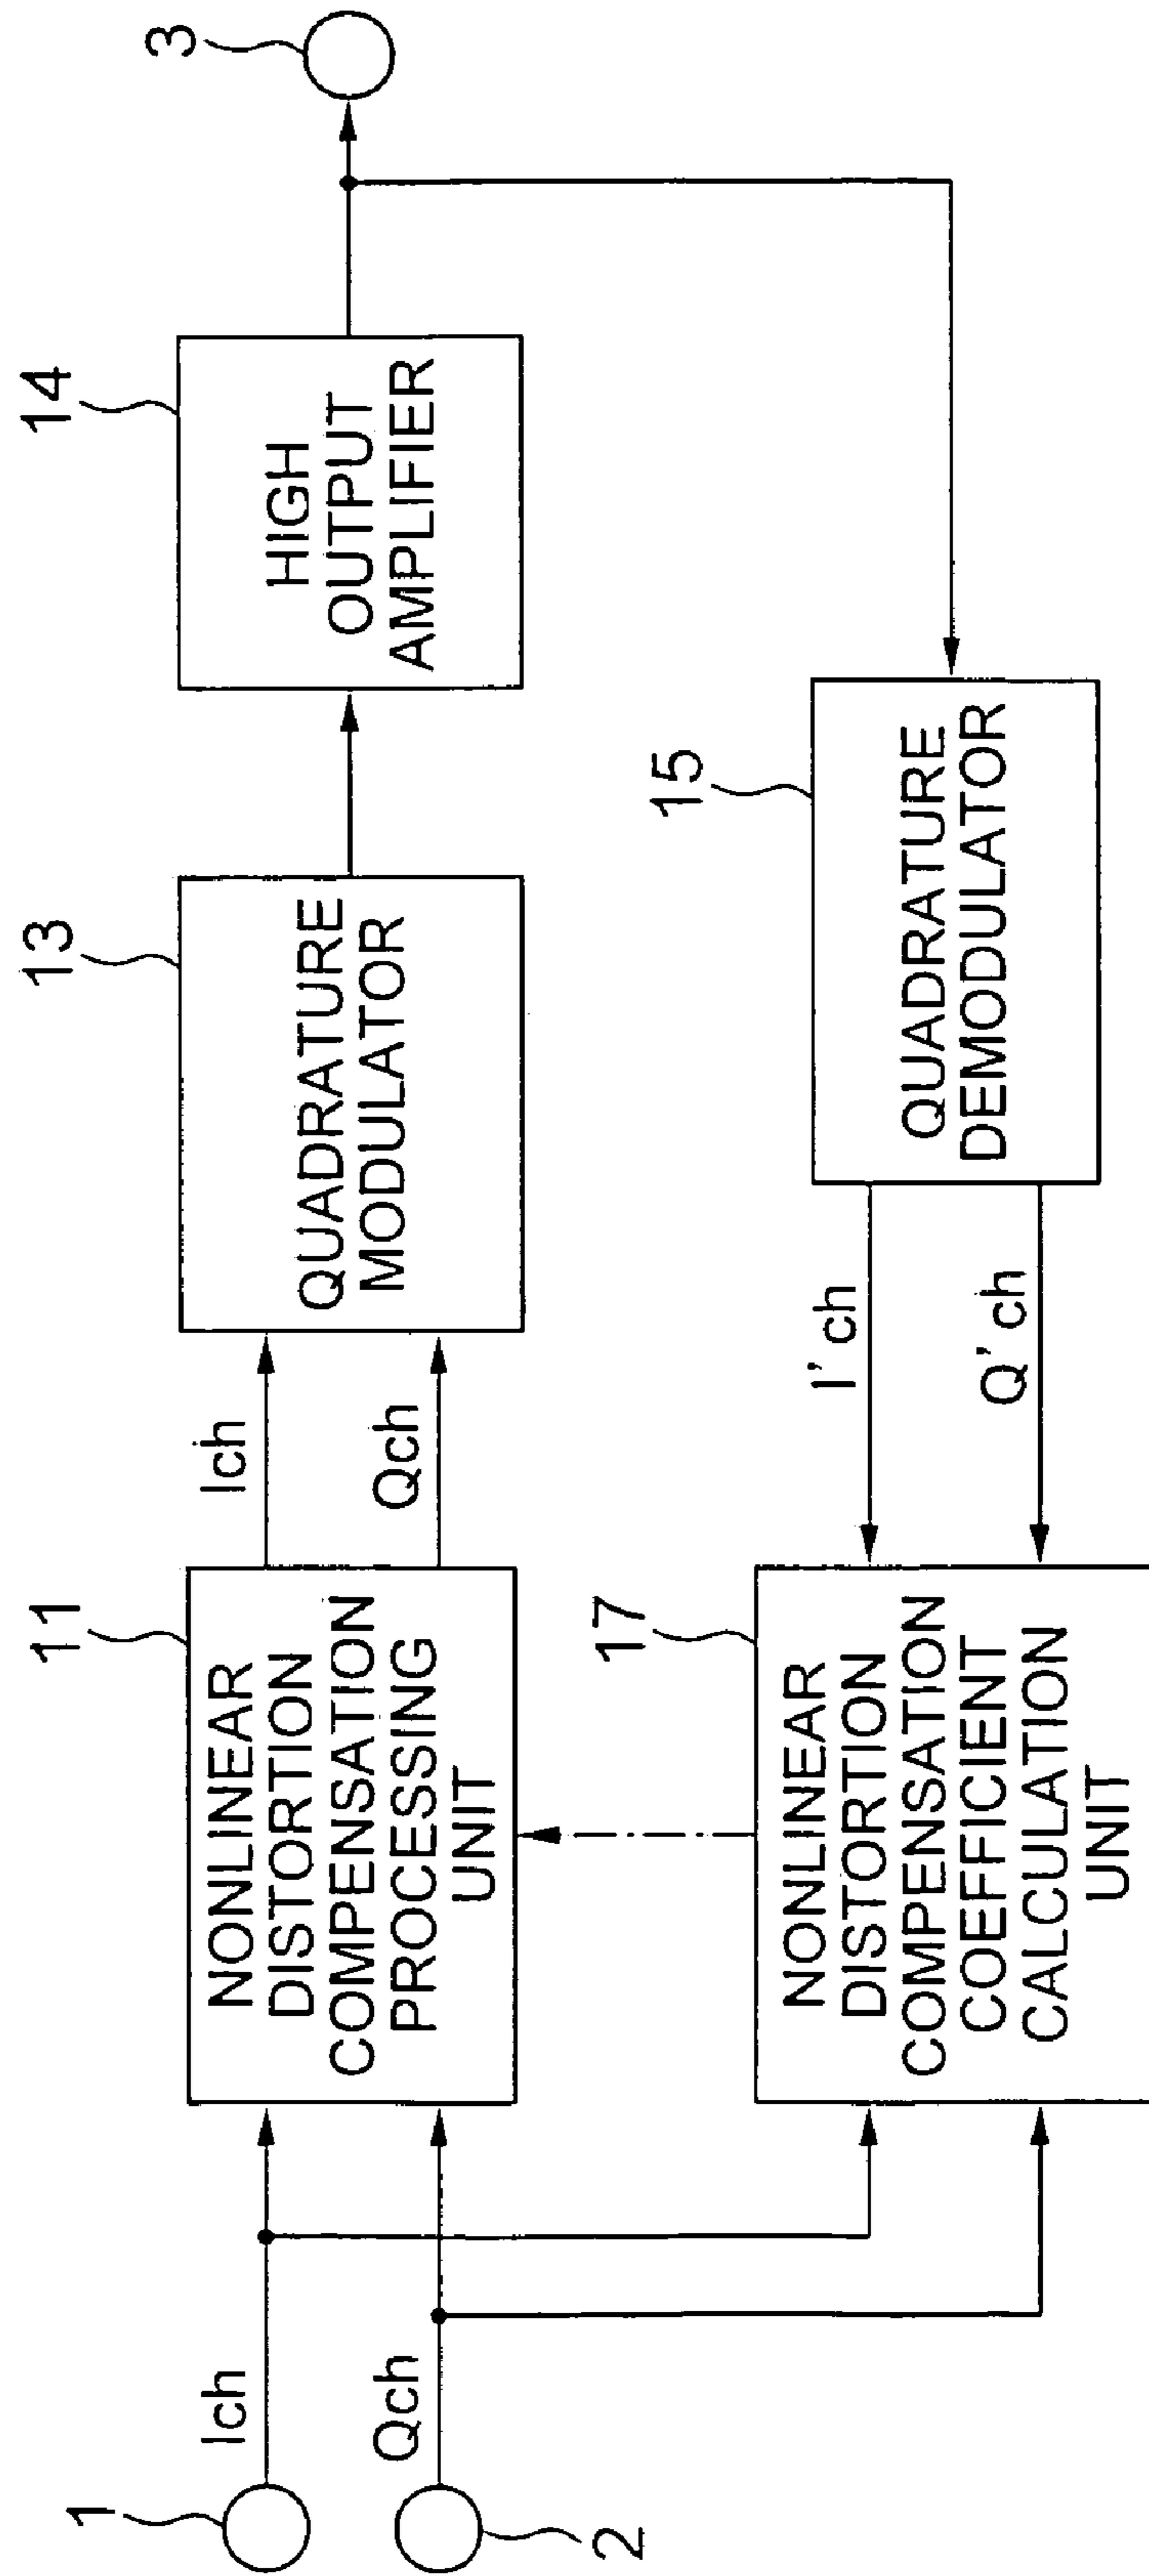 1
Ich
2
Qch
11
NONLINEAR
DISTORTION
COMPENSATION
PROCESSING
UNIT
Ich
Qch
13
QUADRATURE
MODULATOR
14
HIGH
OUTPUT
AMPLIFIER
3
17
NONLINEAR
DISTORTION
COMPENSATION
COEFFICIENT
CALCULATION
UNIT
I' ch
Q' ch
15
QUADRATURE
DEMODULATOR